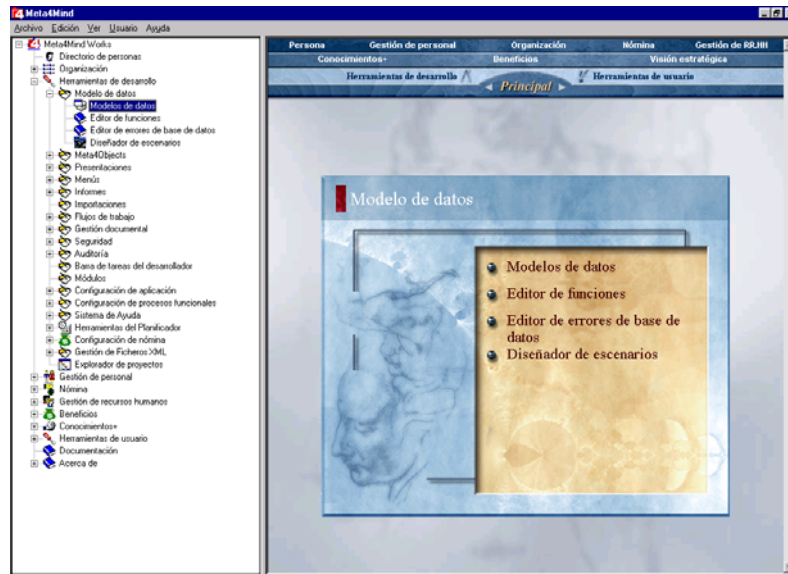 Meta4Mind
Archivo Edición Ver Usuario Ayuda
Meta4Mind Works
Directorio de personas
Organización
Herramientas de desarrollo
Modelo de datos
Modelos de datos
Editor de funciones
Editor de errores de base de datos
Diseñador de escenarios
Meta4Objects
Presentaciones
Menús
Informes
Importaciones
Flujos de trabajo
Gestión documental
Seguridad
Auditoría
Barra de tareas del desarrollador
Módulos
Configuración de aplicación
Configuración de procesos funcionales
Sistema de Ayuda
Herramientas del Planificador
Configuración de nómina
Gestión de Ficheros XML
Explorador de proyectos
Gestión de personal
Nómina
Gestión de recursos humanos
Beneficios
Conocimientos+
Herramientas de usuario
Documentación
Acerca de
Persona Gestión de personal Organización Nómina Gestión de RR.HH
Conocimientos+ Beneficios Visión estratégica
Herramientas de desarrollo Principal Herramientas de usuario
Modelo de datos
Modelos de datos
Editor de funciones
Editor de errores de base de
datos
Diseñador de escenarios